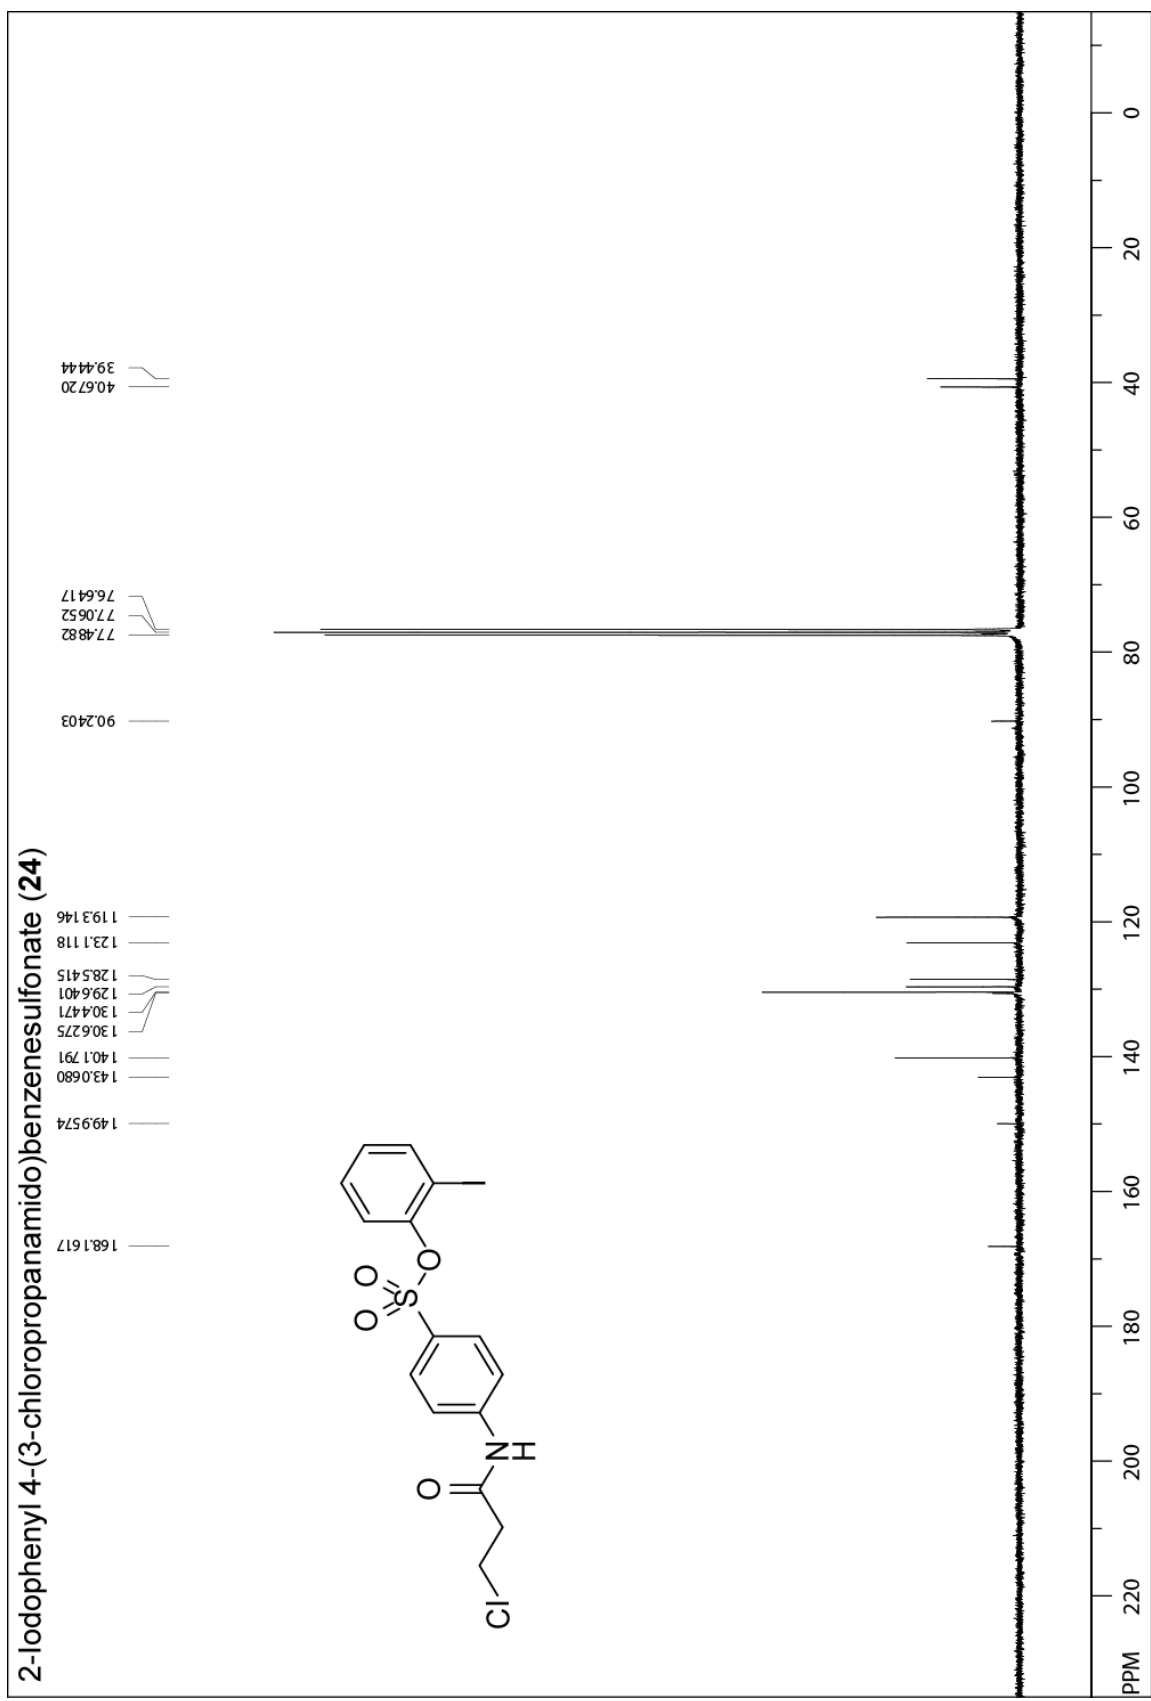 2-Iodophenyl 4-(3-chloropropanamido)benzenesulfonate (24)
168.1617
149.9574
143.0680
140.1791
130.6275
130.4471
129.6401
128.5415
123.1118
119.3146
90.2403
77.4882
77.0652
76.6417
40.6720
39.4444
Cl
O
N
H
O
O
S
O
I
PPM 220 200 180 160 140 120 100 80 60 40 20 0